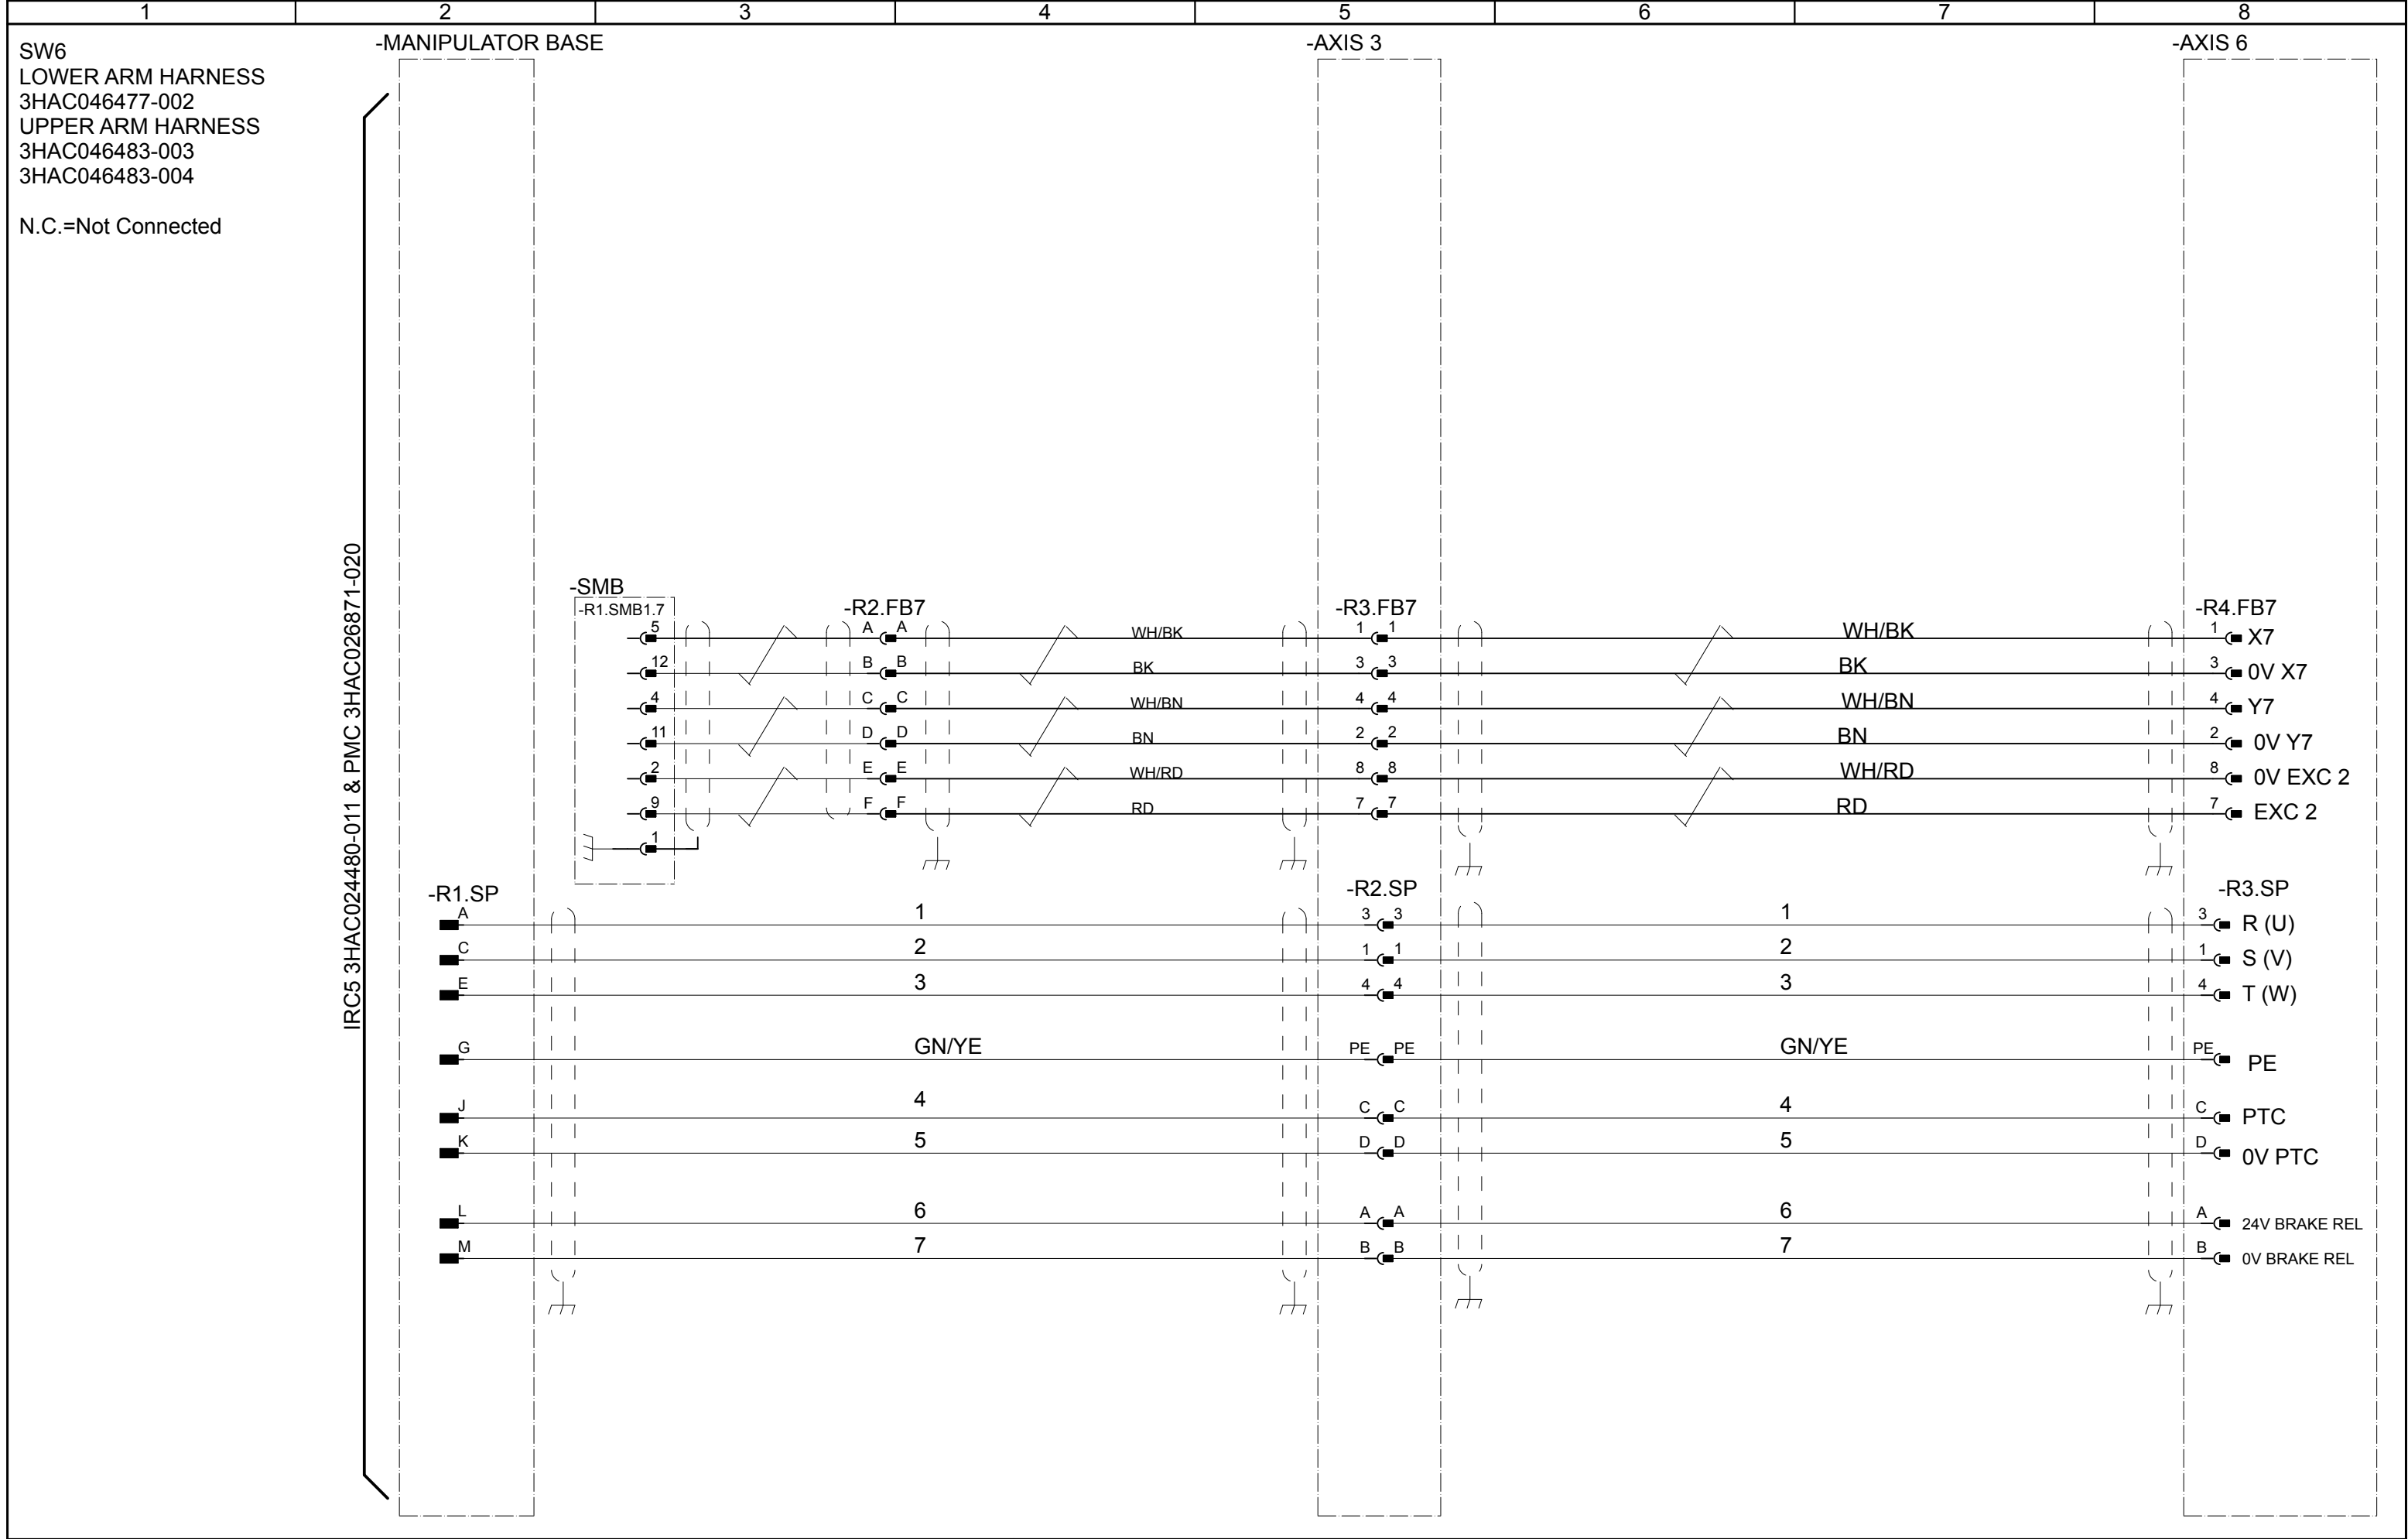 1 2 3 4 5 6 7 8
-MANIPULATOR BASE -AXIS 3 -AXIS 6
SW6
LOWER ARM HARNESS
3HAC046477-002
UPPER ARM HARNESS
3HAC046483-003
3HAC046483-004
N.C.=Not Connected
IRC5 3HAC024480-011 & PMC 3HAC026871-020
-SMB
-R1.SMB1.7 -R2.FB7 -R3.FB7 -R4.FB7
5 A A WH/BK 1 1 WH/BK 1 X7
12 B B BK 3 3 BK 3 0V X7
4 C C WH/BN 4 4 WH/BN 4 Y7
11 D D BN 2 2 BN 2 0V Y7
2 E E WH/RD 8 8 WH/RD 8 0V EXC 2
9 F F RD 7 7 RD 7 EXC 2
1
-R1.SP -R2.SP -R3.SP
A 1 3 3 1 3 R (U)
C 2 1 1 2 1 S (V)
E 3 4 4 3 4 T (W)
G GN/YE PE PE GN/YE PE PE
J 4 C C 4 C PTC
K 5 D D 5 D 0V PTC
L 6 A A 6 A 24V BRAKE REL
M 7 B B 7 B 0V BRAKE REL